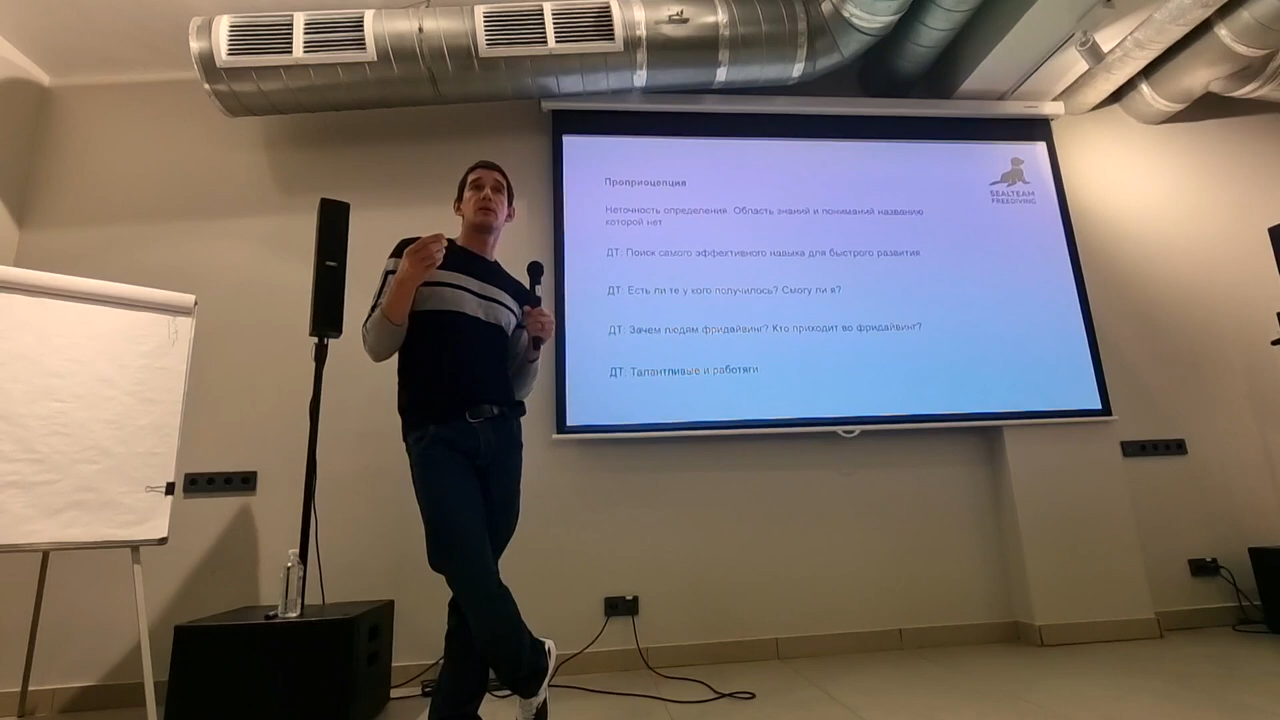 Проприоцепция
SEALTEAM
FREEDIVING
Неточность определения. Область знаний и пониманий названию
которой нет
ДТ: Поиск самого эффективного навыка для быстрого развития
ДТ: Есть ли те у кого получилось? Смогу ли я?
ДТ: Зачем людям фридайвинг? Кто приходит во фридайвинг?
ДТ: Талантливые и работяги